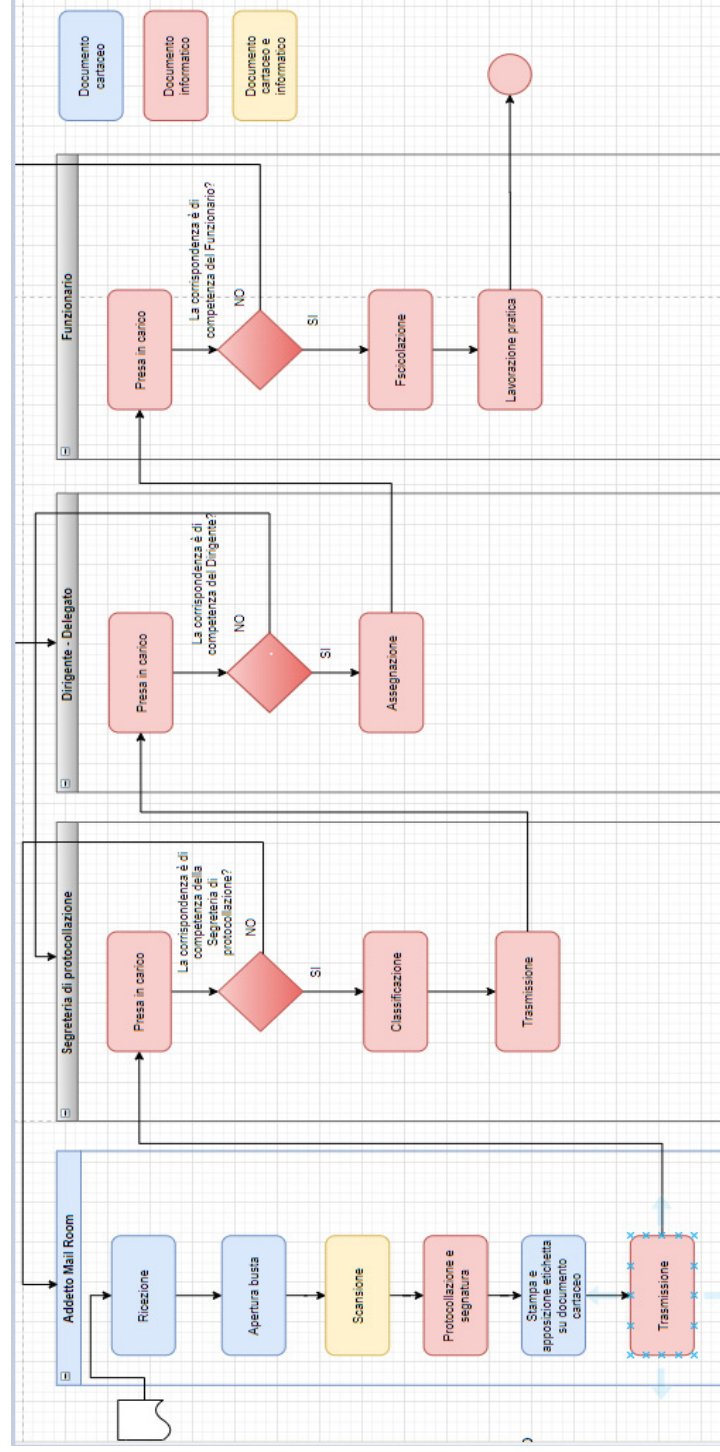 Addetto Mail Room
Ricezione
Apertura busta
Scansione
Protocollazione e
segnatura
Stampa e
apposizione etichetta
su documento
cartaceo
Trasmissione
Segreteria di protocollazione
Presa in carico
La corrispondenza è di
competenza della
Segreteria di
protocollazione?
NO
SI
Classificazione
Trasmissione
Dirigente - Delegato
Presa in carico
La corrispondenza è di
competenza del Dirigente?
NO
SI
Assegnazione
Funzionario
Presa in carico
La corrispondenza è di
competenza del Funzionario?
NO
SI
Fscicolazione
Lavorazione pratica
Documento
cartaceo
Documento
informatico
Documento
cartaceo e
informatico